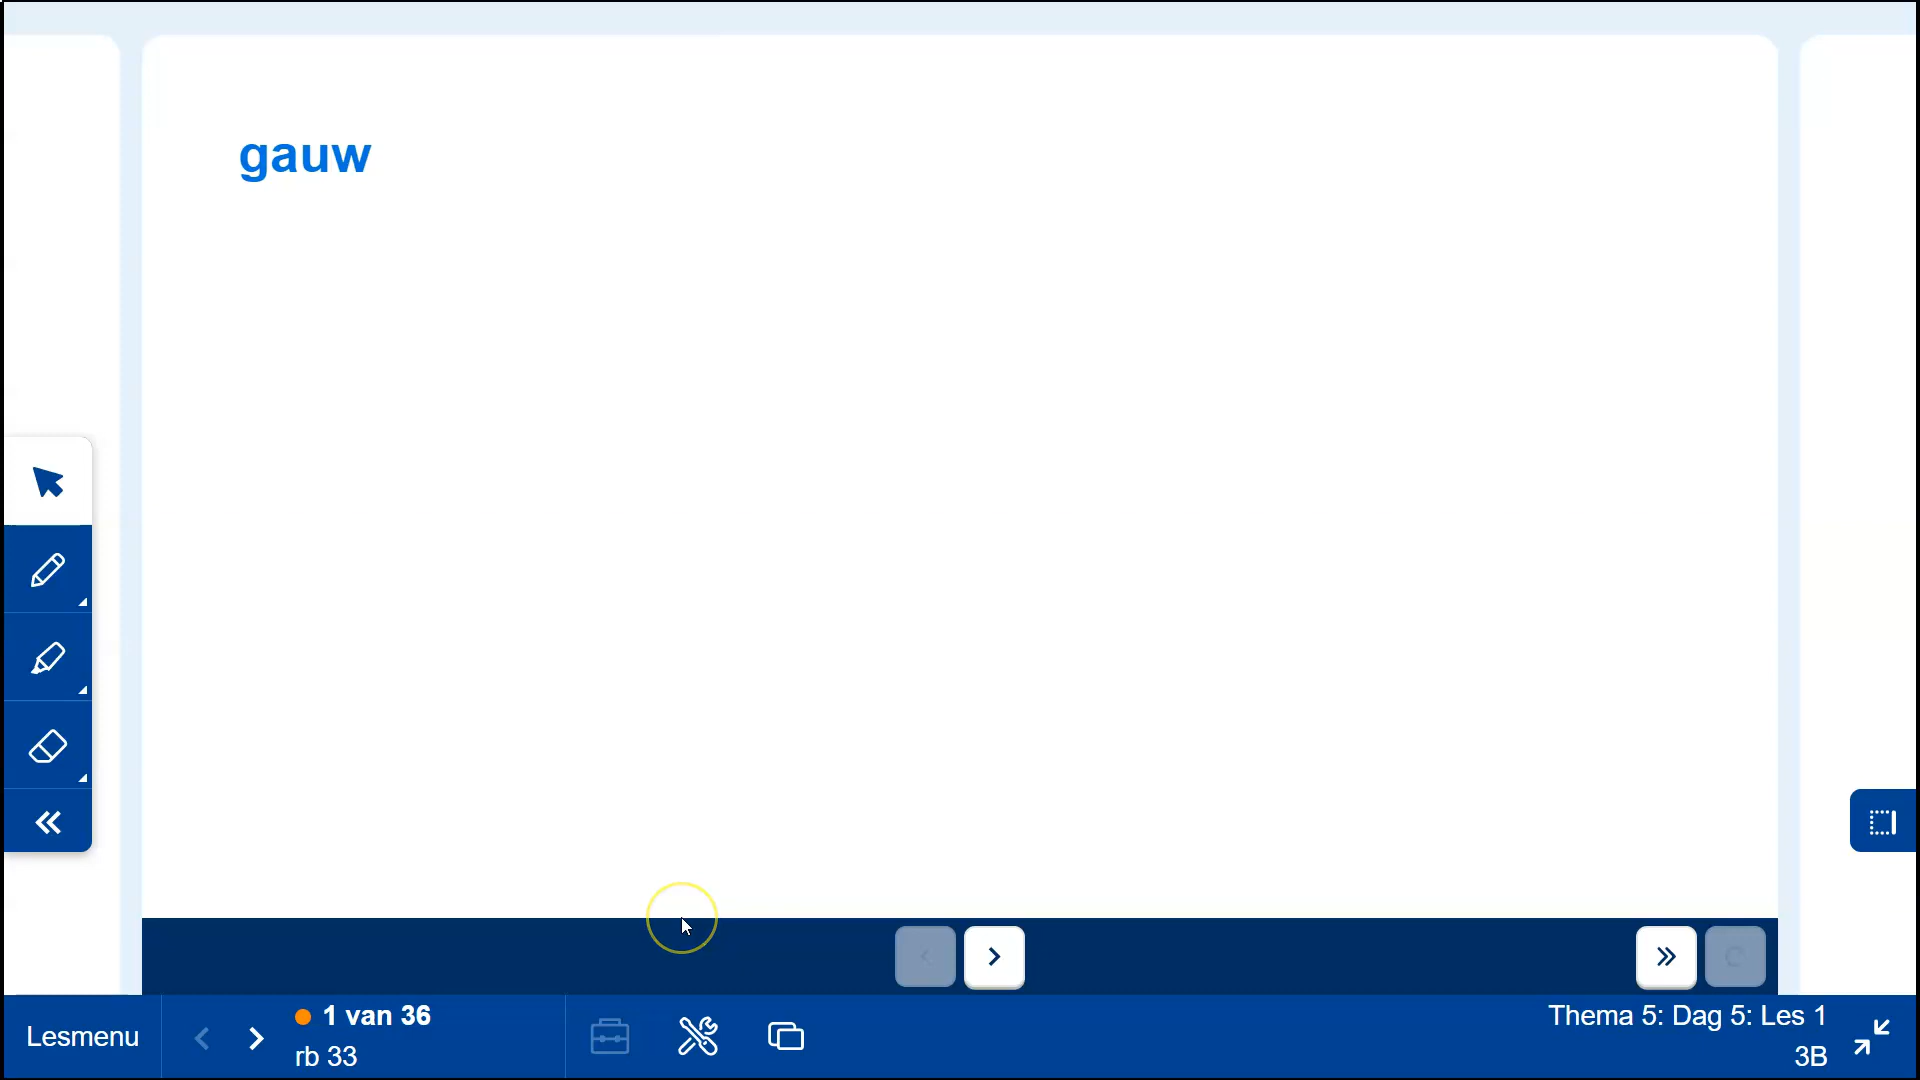 gauw
Lesmenu
1 van 36
rb 33
Thema 5: Dag 5: Les 1
3B